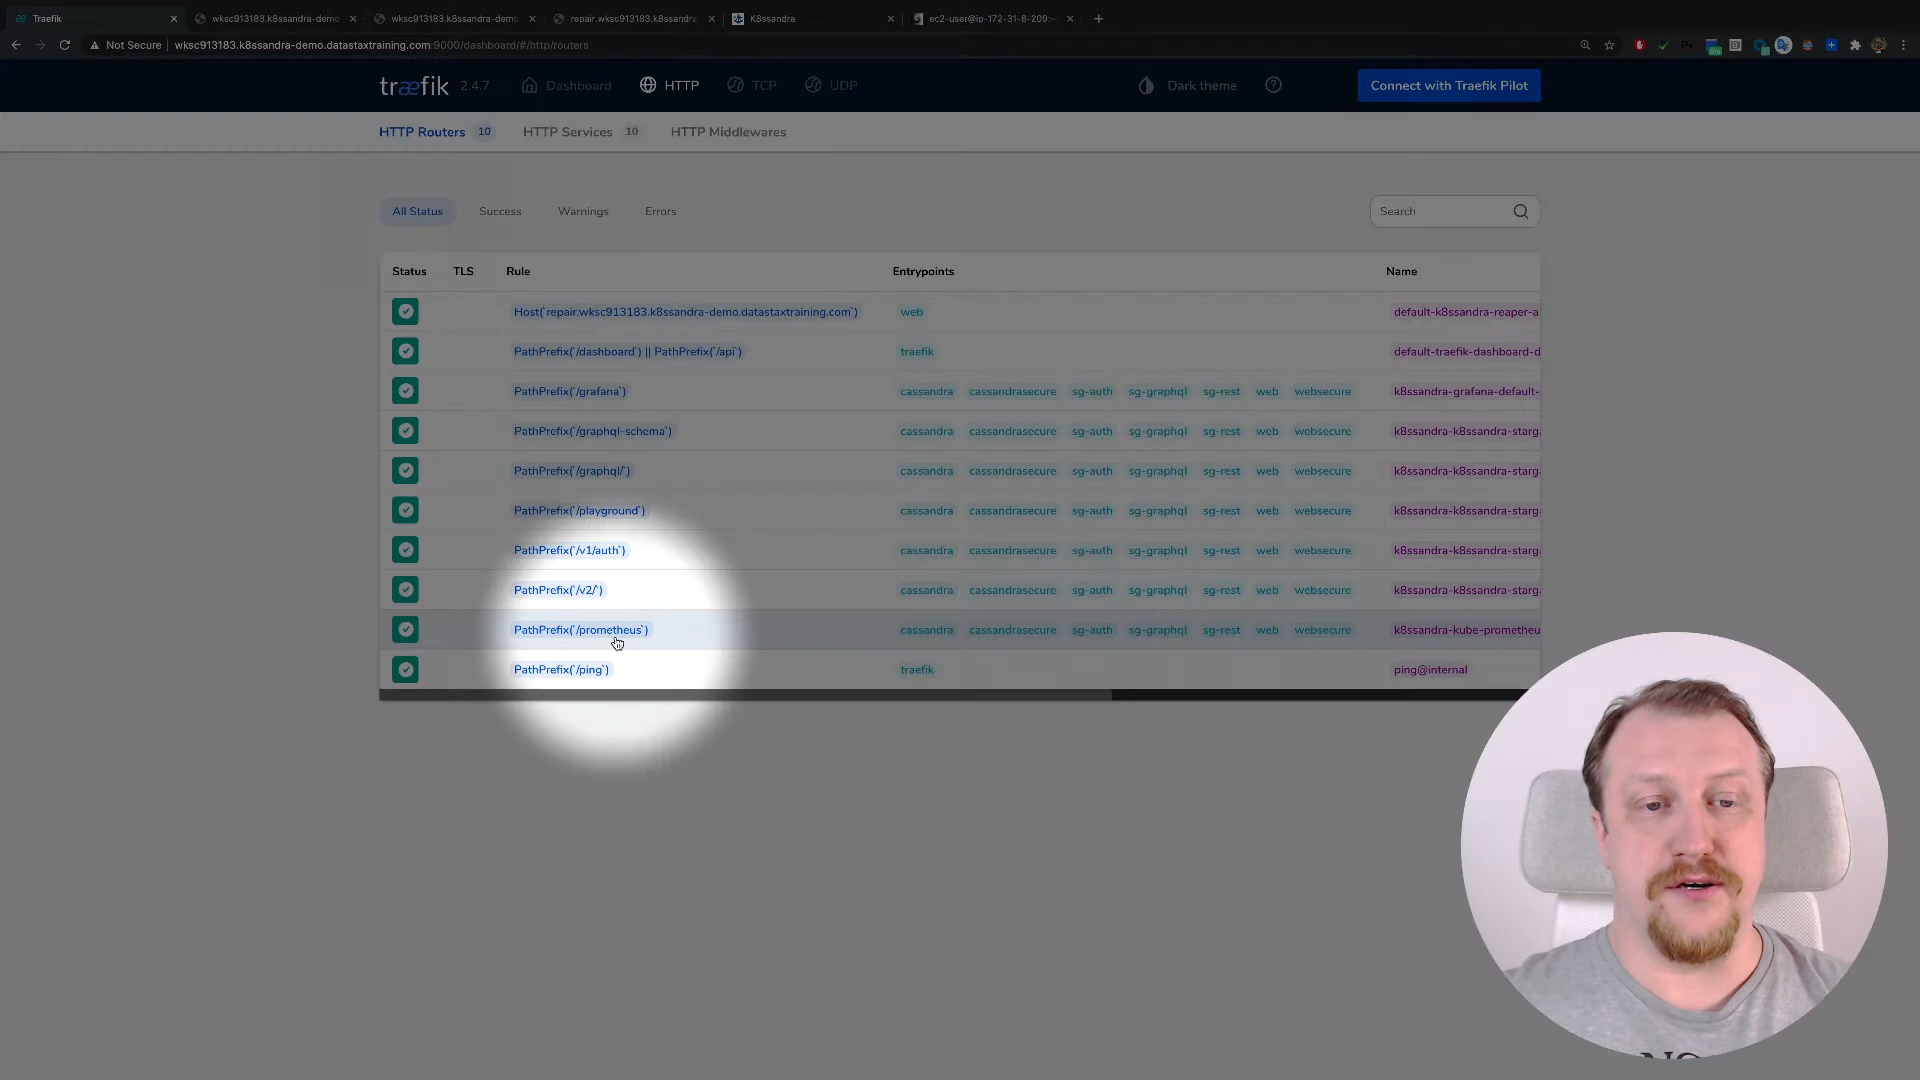 Traefik
wksc913183.k8ssandra-demo
wksc913183.k8ssandra-demo
repair.wksc913183.k8ssandra
K8ssandra
ec2-user@ip-172-31-8-209:~
Not Secure wksc913183.k8ssandra-demo.datastaxtraining.com:9000/dashboard/#/http/routers
træfik 2.4.7 Dashboard HTTP TCP UDP Dark theme Connect with Traefik Pilot
HTTP Routers 10 HTTP Services 10 HTTP Middlewares
All Status Success Warnings Errors Search
Status TLS Rule Entrypoints Name
Host(`repair.wksc913183.k8ssandra-demo.datastaxtraining.com`) web default-k8ssandra-reaper-a
PathPrefix(`/dashboard`) || PathPrefix(`/api`) traefik default-traefik-dashboard-d
PathPrefix(`/grafana`) cassandra cassandrasecure sg-auth sg-graphql sg-rest web websecure k8ssandra-grafana-default-
PathPrefix(`/graphql-schema`) cassandra cassandrasecure sg-auth sg-graphql sg-rest web websecure k8ssandra-k8ssandra-starga
PathPrefix(`/graphql/`) cassandra cassandrasecure sg-auth sg-graphql sg-rest web websecure k8ssandra-k8ssandra-starga
PathPrefix(`/playground`) cassandra cassandrasecure sg-auth sg-graphql sg-rest web websecure k8ssandra-k8ssandra-starga
PathPrefix(`/v1/auth`) cassandra cassandrasecure sg-auth sg-graphql sg-rest web websecure k8ssandra-k8ssandra-starga
PathPrefix(`/v2/`) cassandra cassandrasecure sg-auth sg-graphql sg-rest web websecure k8ssandra-k8ssandra-starga
PathPrefix(`/prometheus`) cassandra cassandrasecure sg-auth sg-graphql sg-rest web websecure k8ssandra-kube-prometheu
PathPrefix(`/ping`) traefik ping@internal